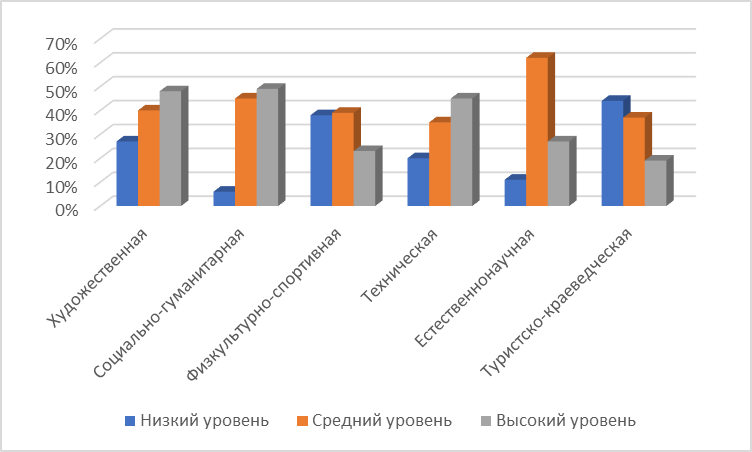 70%
60%
50%
40%
30%
20%
10%
0%
Художественная
Социально-гуманитарная
Физкультурно-спортивная
Техническая
Естественнонаучная
Туристско-краеведческая
Низкий уровень
Средний уровень
Высокий уровень